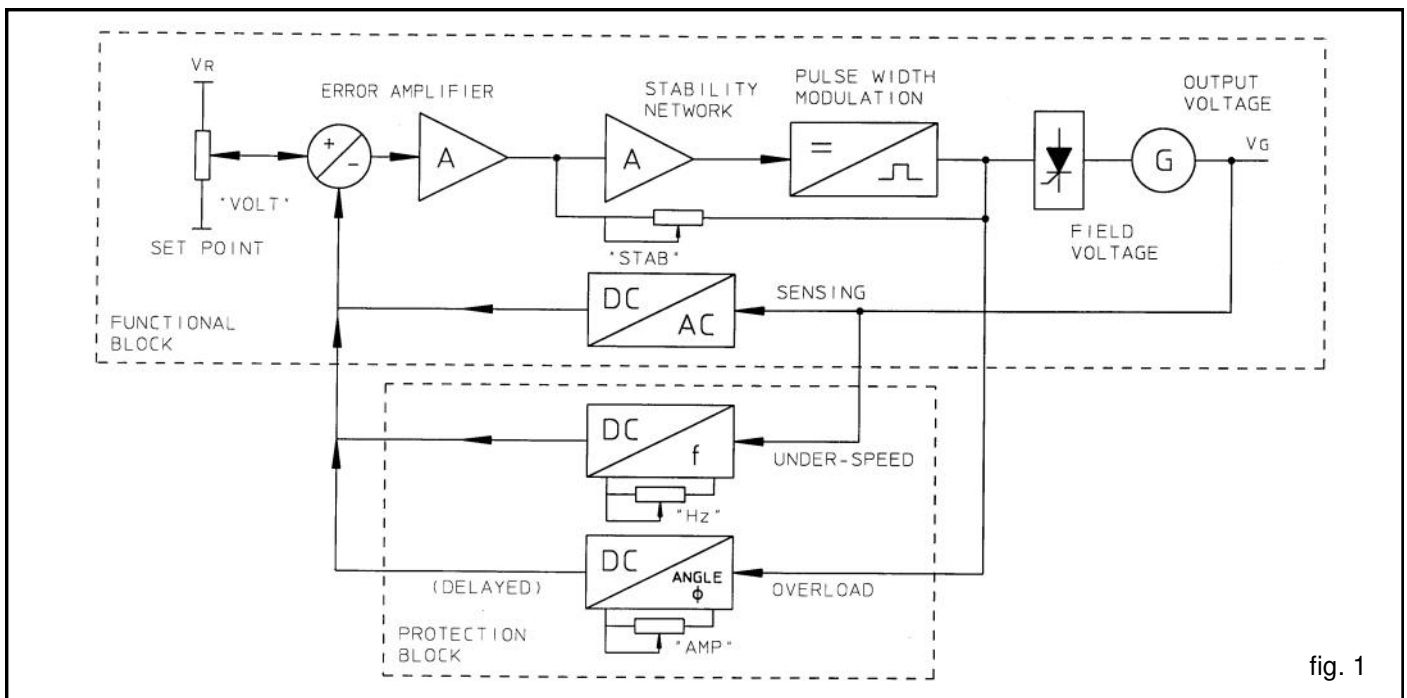 VR
ERROR AMPLIFIER
STABILITY
NETWORK
PULSE WIDTH
MODULATION
OUTPUT
VOLTAGE
+
-
A
A
=
G
VG
"VOLT"
SET POINT
"STAB"
FIELD
VOLTAGE
DC
AC
SENSING
FUNCTIONAL
BLOCK
DC
f
UNDER-SPEED
"Hz"
DC
ANGLE
ϕ
(DELAYED)
OVERLOAD
"AMP"
PROTECTION
BLOCK
fig. 1